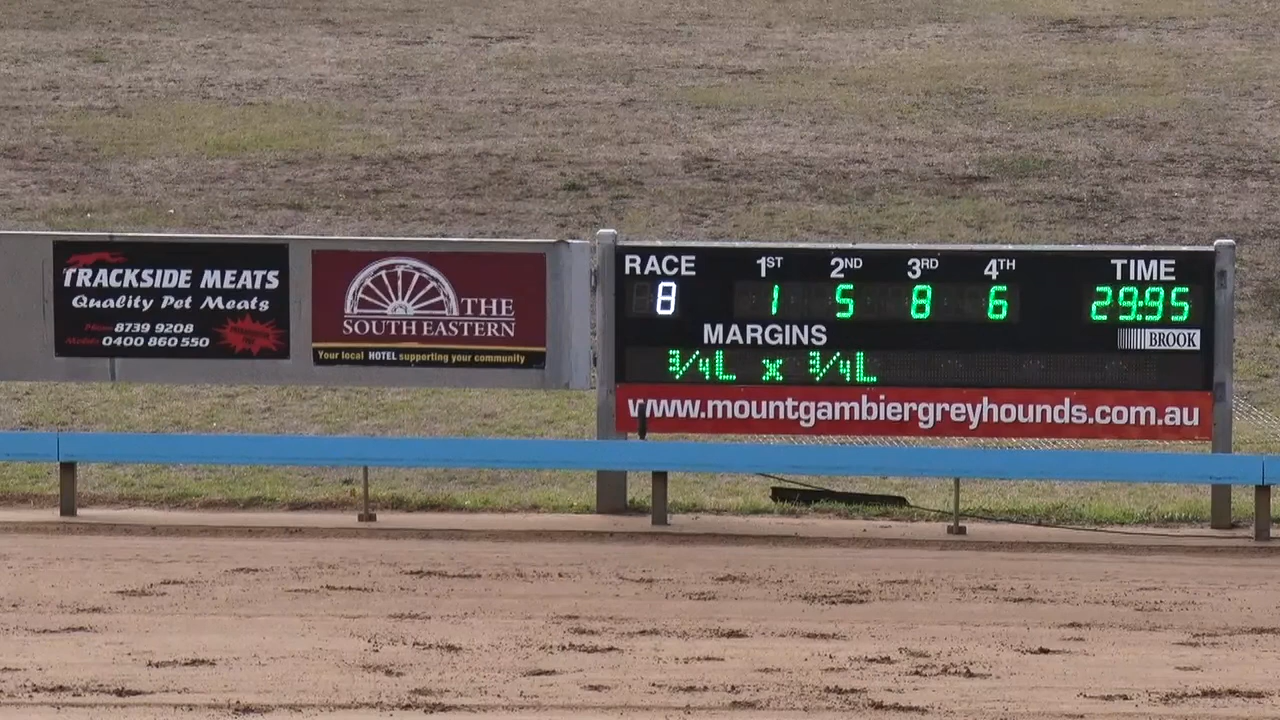 TRACKSIDE MEATS
Quality Pet Meats
8739 9208
0400 860 550
THE
SOUTH EASTERN
Your local HOTEL supporting your community
RACE 1ST 2ND 3RD 4TH TIME
8 1 5 8 6 29:95
MARGINS
BROOK
3/4L x 3/4L
www.mountgambiergreyhounds.com.au